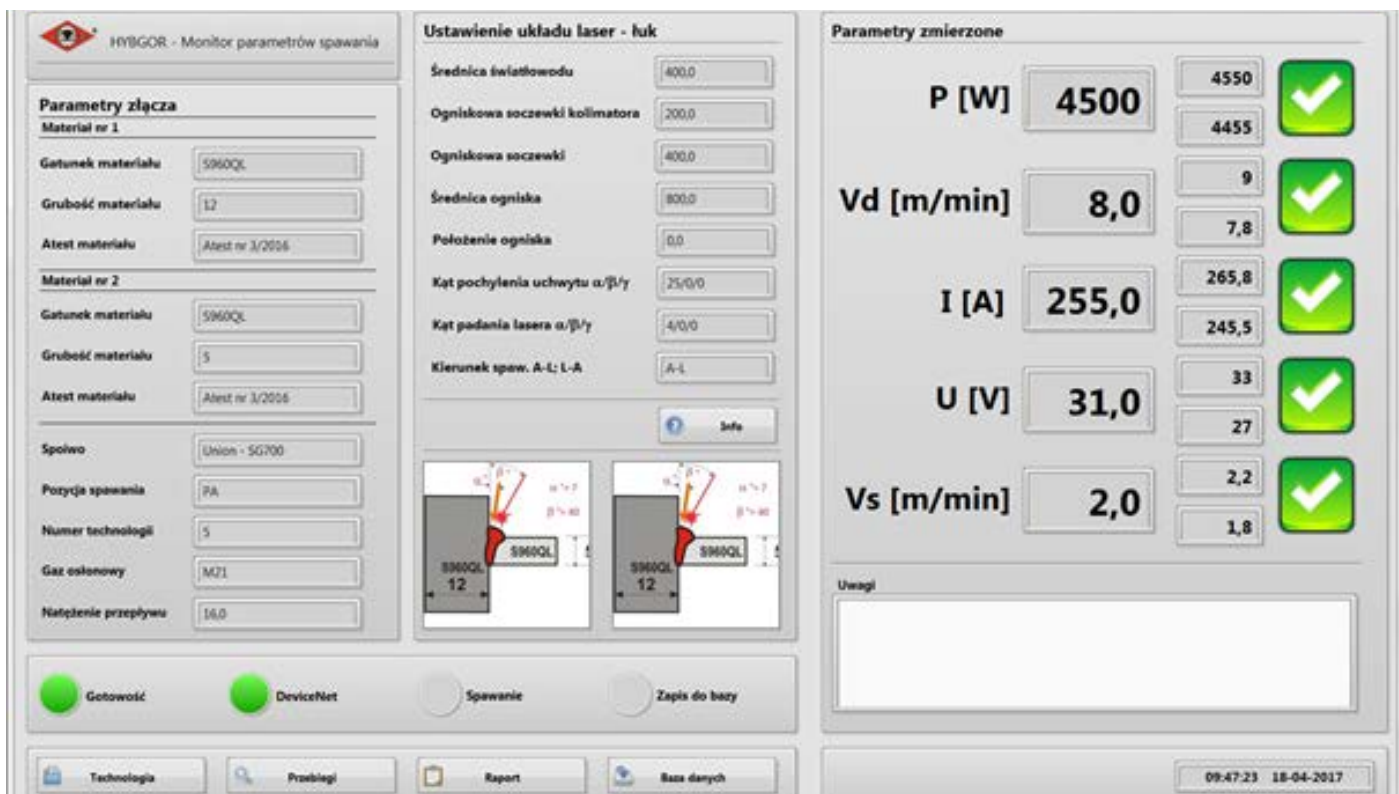 HYBGOR - Monitor parametrów spawania
Parametry złącza
Materiał nr 1
Gatunek materiału S960QL
Grubość materiału 12
Atest materiału Atest nr 3/2016
Materiał nr 2
Gatunek materiału S960QL
Grubość materiału 5
Atest materiału Atest nr 3/2016
Spoiwo Union - SG700
Pozycja spawania PA
Numer technologii 5
Gaz osłonowy M21
Natężenie przepływu 16,0
Ustawienie układu laser - łuk
Średnica światłowodu 400,0
Ogniskowa soczewki kolimatora 200,0
Ogniskowa soczewki 400,0
Średnica ogniska 800,0
Położenie ogniska 0,0
Kąt pochylenia uchwytu α/β/γ 25/0/0
Kąt padania lasera α/β/γ 4/0/0
Kierunek spaw. A-L; L-A A-L
Info
S960QL
S960QL
12
S960QL
S960QL
12
Parametry zmierzone
P [W] 4500 4550
4455
Vd [m/min] 8,0 9
7,8
I [A] 255,0 265,8
245,5
U [V] 31,0 33
27
Vs [m/min] 2,0 2,2
1,8
Uwagi
Gotowość DeviceNet Spawanie Zapis do bazy
Technologia Przebiegi Raport Baza danych
09:47:23 18-04-2017